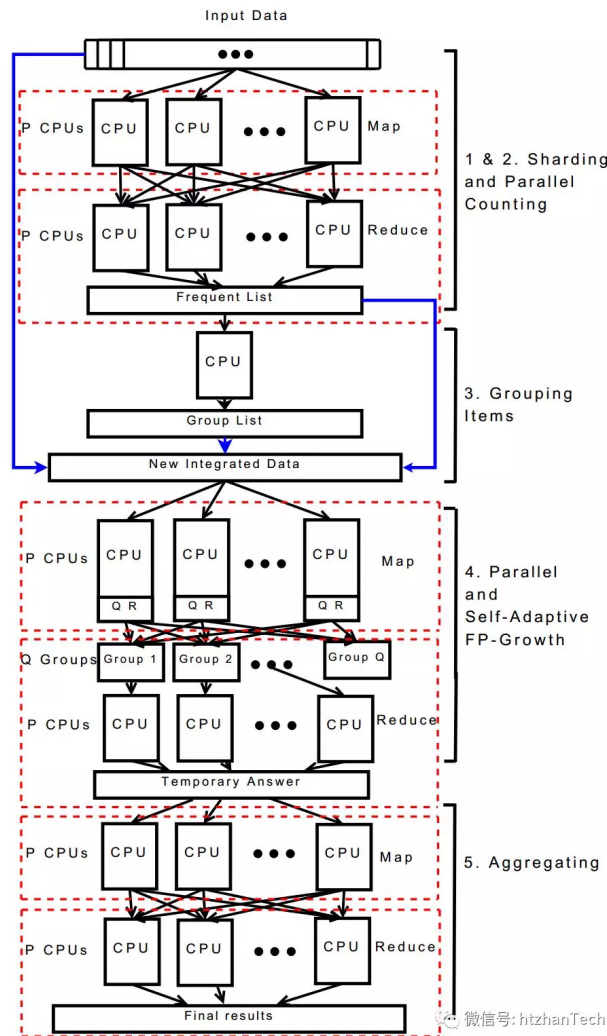 Input Data
P CPUs CPU CPU CPU Map
1 & 2. Sharding
and Parallel
Counting
P CPUs CPU CPU CPU Reduce
Frequent List
CPU
3. Grouping
Items
Group List
New Integrated Data
P CPUs CPU CPU CPU Map
Q R Q R Q R
4. Parallel
and
Self-Adaptive
FP-Growth
Q Groups Group 1 Group 2 Group Q
P CPUs CPU CPU CPU Reduce
Temporary Answer
P CPUs CPU CPU CPU Map
5. Aggregating
P CPUs CPU CPU CPU Reduce
Final results
微信号: htzhanTech